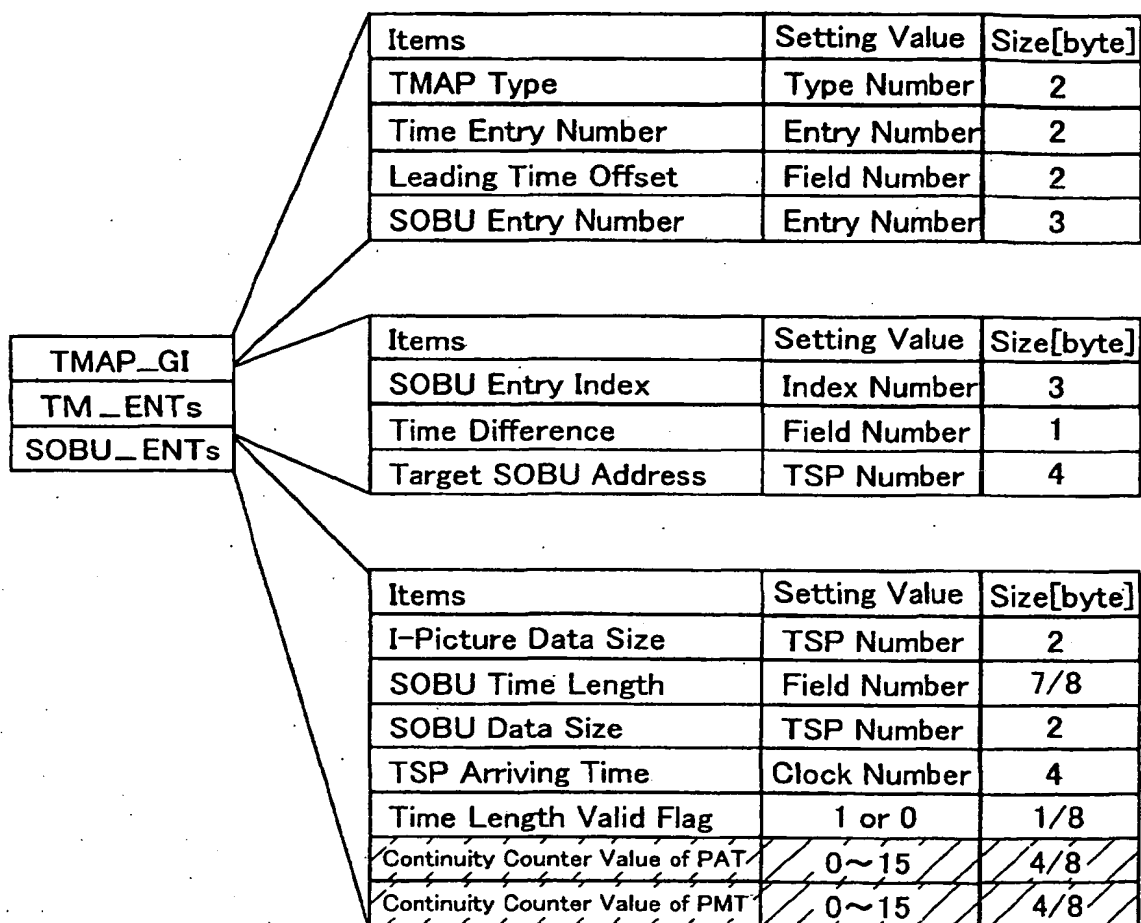 Items Setting Value Size[byte]
TMAP Type Type Number 2
Time Entry Number Entry Number 2
Leading Time Offset Field Number 2
SOBU Entry Number Entry Number 3
TMAP_GI
TM_ENTs
SOBU_ENTs
Items Setting Value Size[byte]
SOBU Entry Index Index Number 3
Time Difference Field Number 1
Target SOBU Address TSP Number 4
Items Setting Value Size[byte]
I-Picture Data Size TSP Number 2
SOBU Time Length Field Number 7/8
SOBU Data Size TSP Number 2
TSP Arriving Time Clock Number 4
Time Length Valid Flag 1 or 0 1/8
Continuity Counter Value of PAT 0~15 4/8
Continuity Counter Value of PMT 0~15 4/8